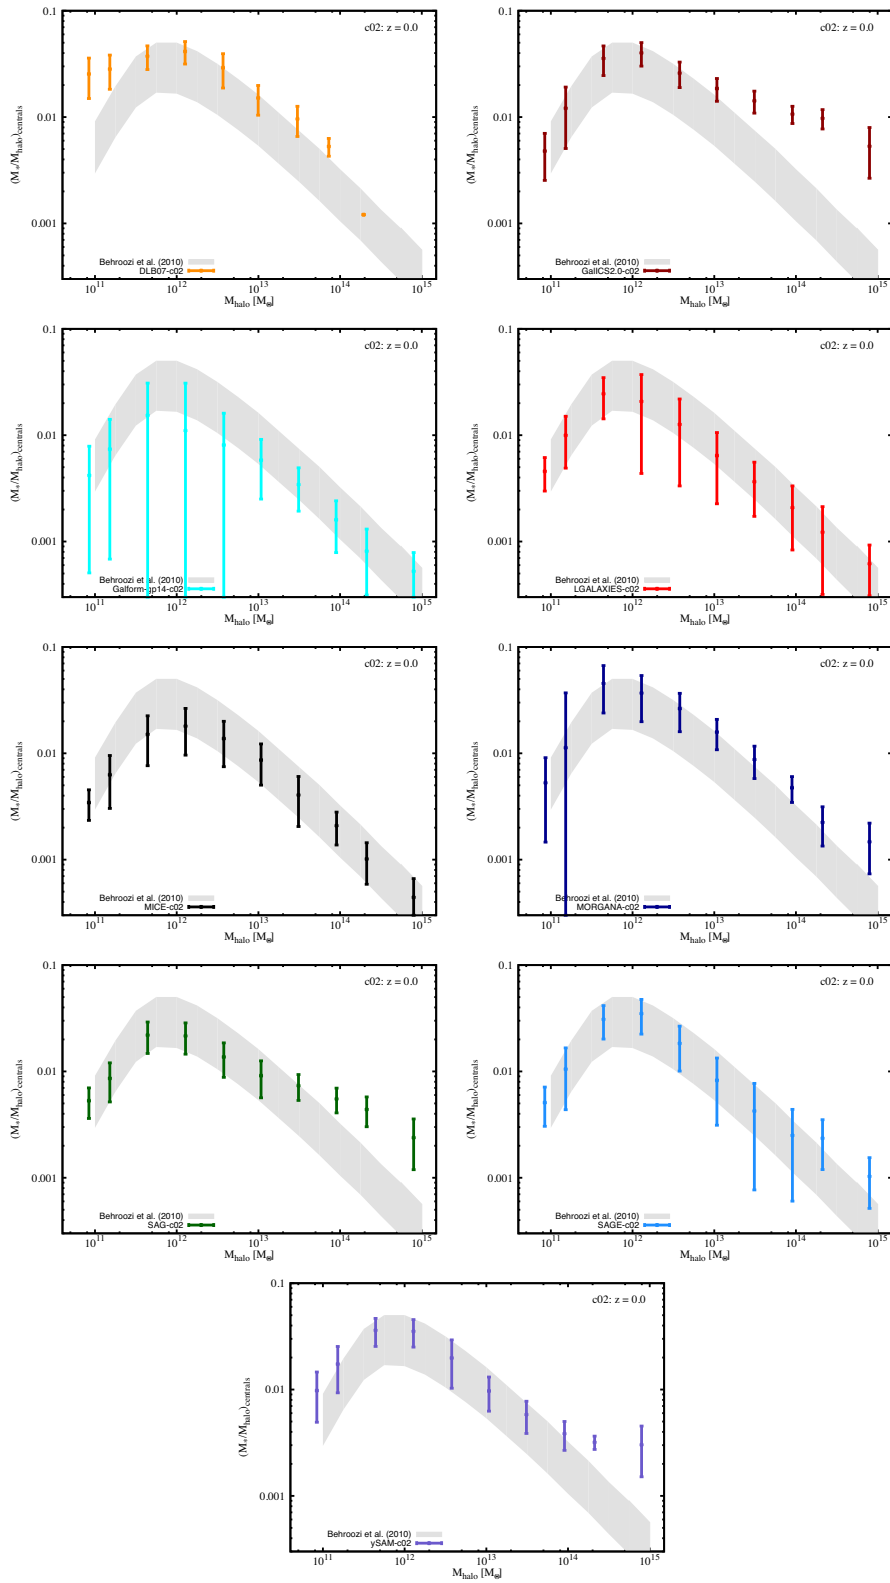 0.1
0.01
0.001
(M*/Mhalo)centrals
c02: z = 0.0
Behroozi et al. (2010)
DLB07-c02
10^11 10^12 10^13 10^14 10^15
Mhalo [M⊗]
0.1
0.01
0.001
(M*/Mhalo)centrals
c02: z = 0.0
Behroozi et al. (2010)
GalICS2.0-c02
10^11 10^12 10^13 10^14 10^15
Mhalo [M⊗]
0.1
0.01
0.001
(M*/Mhalo)centrals
c02: z = 0.0
Behroozi et al. (2010)
Galform-gp14-c02
10^11 10^12 10^13 10^14 10^15
Mhalo [M⊗]
0.1
0.01
0.001
(M*/Mhalo)centrals
c02: z = 0.0
Behroozi et al. (2010)
LGALAXIES-c02
10^11 10^12 10^13 10^14 10^15
Mhalo [M⊗]
0.1
0.01
0.001
(M*/Mhalo)centrals
c02: z = 0.0
Behroozi et al. (2010)
MICE-c02
10^11 10^12 10^13 10^14 10^15
Mhalo [M⊗]
0.1
0.01
0.001
(M*/Mhalo)centrals
c02: z = 0.0
Behroozi et al. (2010)
MORGANA-c02
10^11 10^12 10^13 10^14 10^15
Mhalo [M⊗]
0.1
0.01
0.001
(M*/Mhalo)centrals
c02: z = 0.0
Behroozi et al. (2010)
SAG-c02
10^11 10^12 10^13 10^14 10^15
Mhalo [M⊗]
0.1
0.01
0.001
(M*/Mhalo)centrals
c02: z = 0.0
Behroozi et al. (2010)
SAGE-c02
10^11 10^12 10^13 10^14 10^15
Mhalo [M⊗]
0.1
0.01
0.001
(M*/Mhalo)centrals
c02: z = 0.0
Behroozi et al. (2010)
ySAM-c02
10^11 10^12 10^13 10^14 10^15
Mhalo [M⊗]